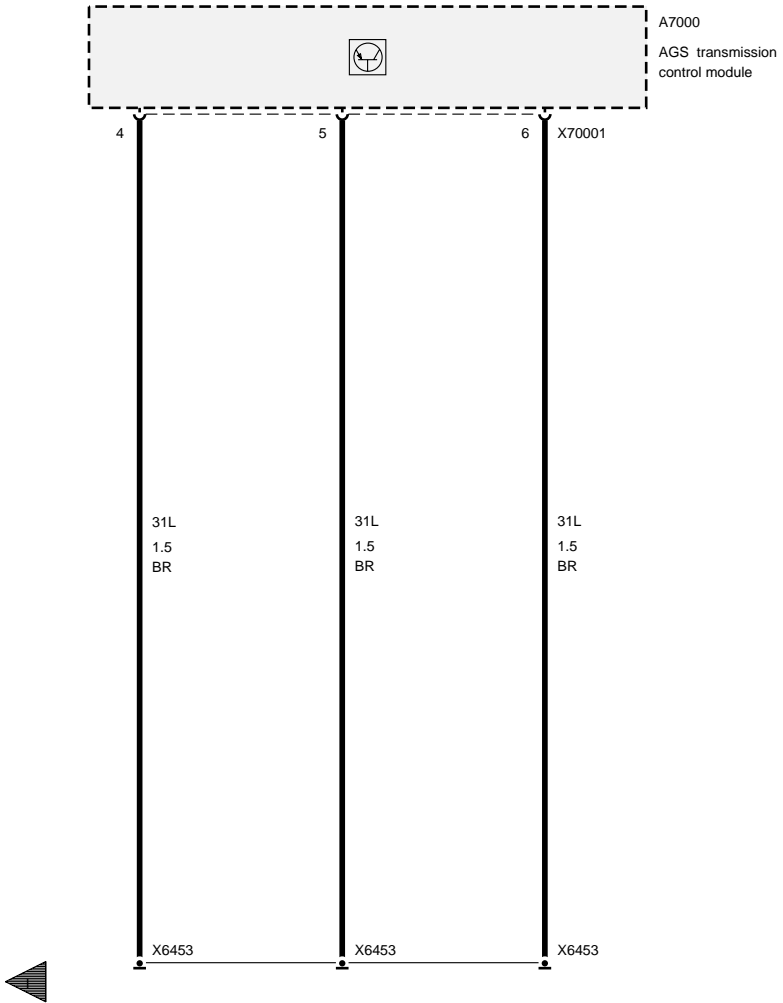 A7000
AGS transmission
control module
4
5
6
X70001
31L
31L
31L
1.5
1.5
1.5
BR
BR
BR
X6453
X6453
X6453